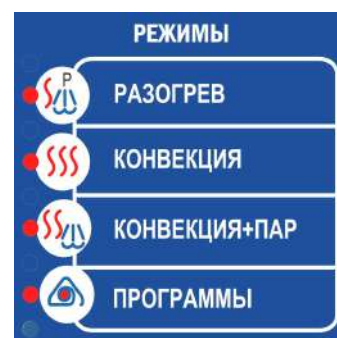 РЕЖИМЫ
Р
РАЗОГРЕВ
КОНВЕКЦИЯ
КОНВЕКЦИЯ+ПАР
ПРОГРАММЫ